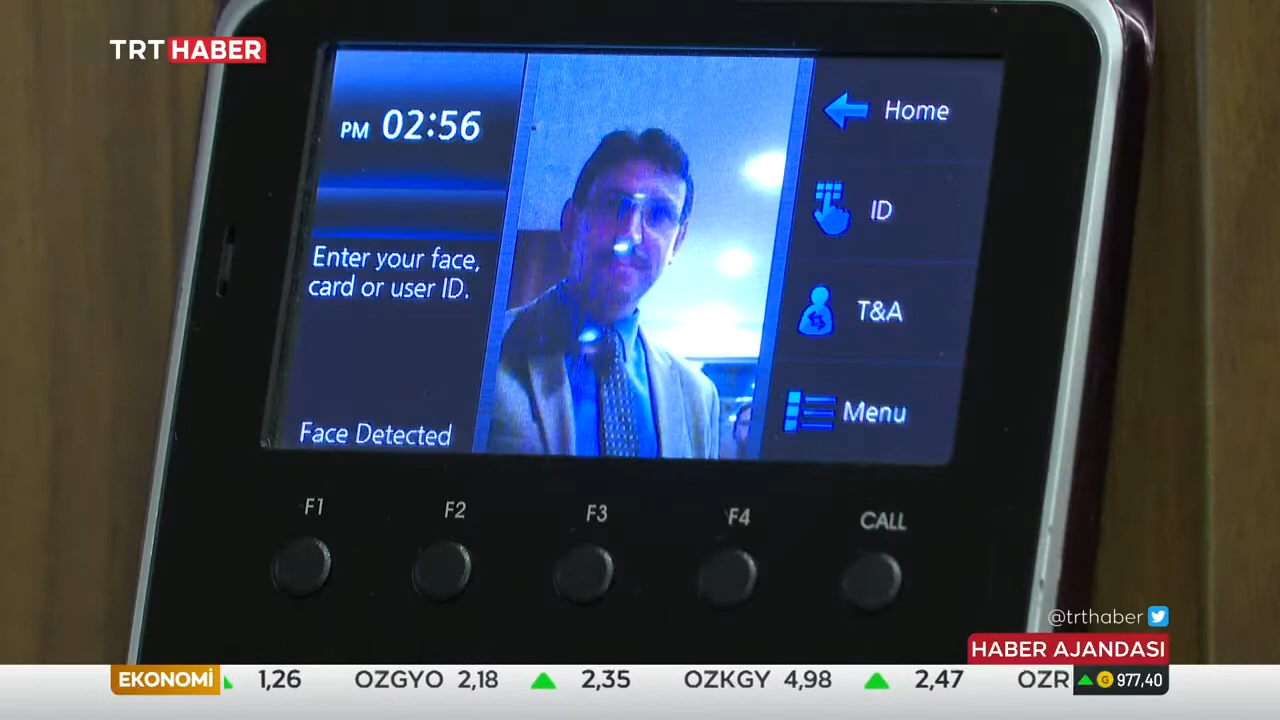 TRT HABER
PM 02:56
Enter your face,
card or user ID.
Face Detected
Home
ID
T&A
Menu
F1 F2 F3 F4 CALL
@trthaber
HABER AJANDASI
EKONOMİ 1,26 OZGYO 2,18 2,35 OZKGY 4,98 2,47 OZR G 977,40